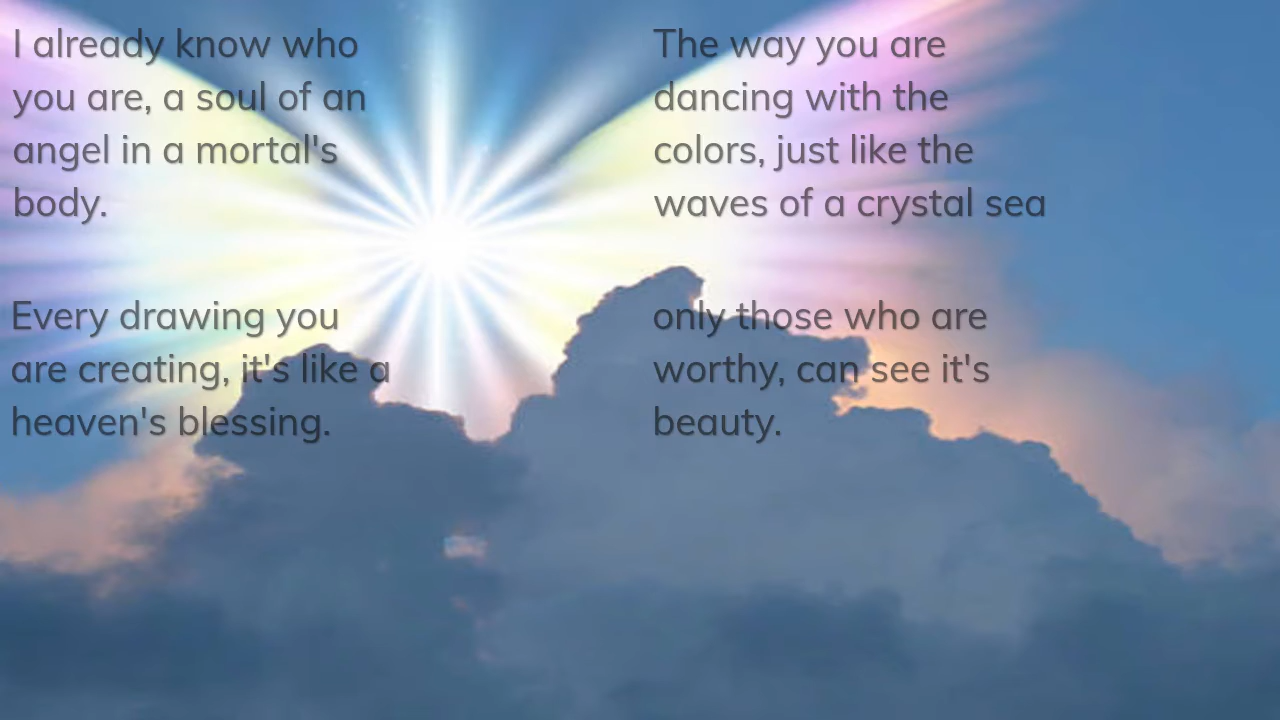 I already know who
you are, a soul of an
angel in a mortal's
body.
Every drawing you
are creating, it's like a
heaven's blessing.
The way you are
dancing with the
colors, just like the
waves of a crystal sea
only those who are
worthy, can see it's
beauty.